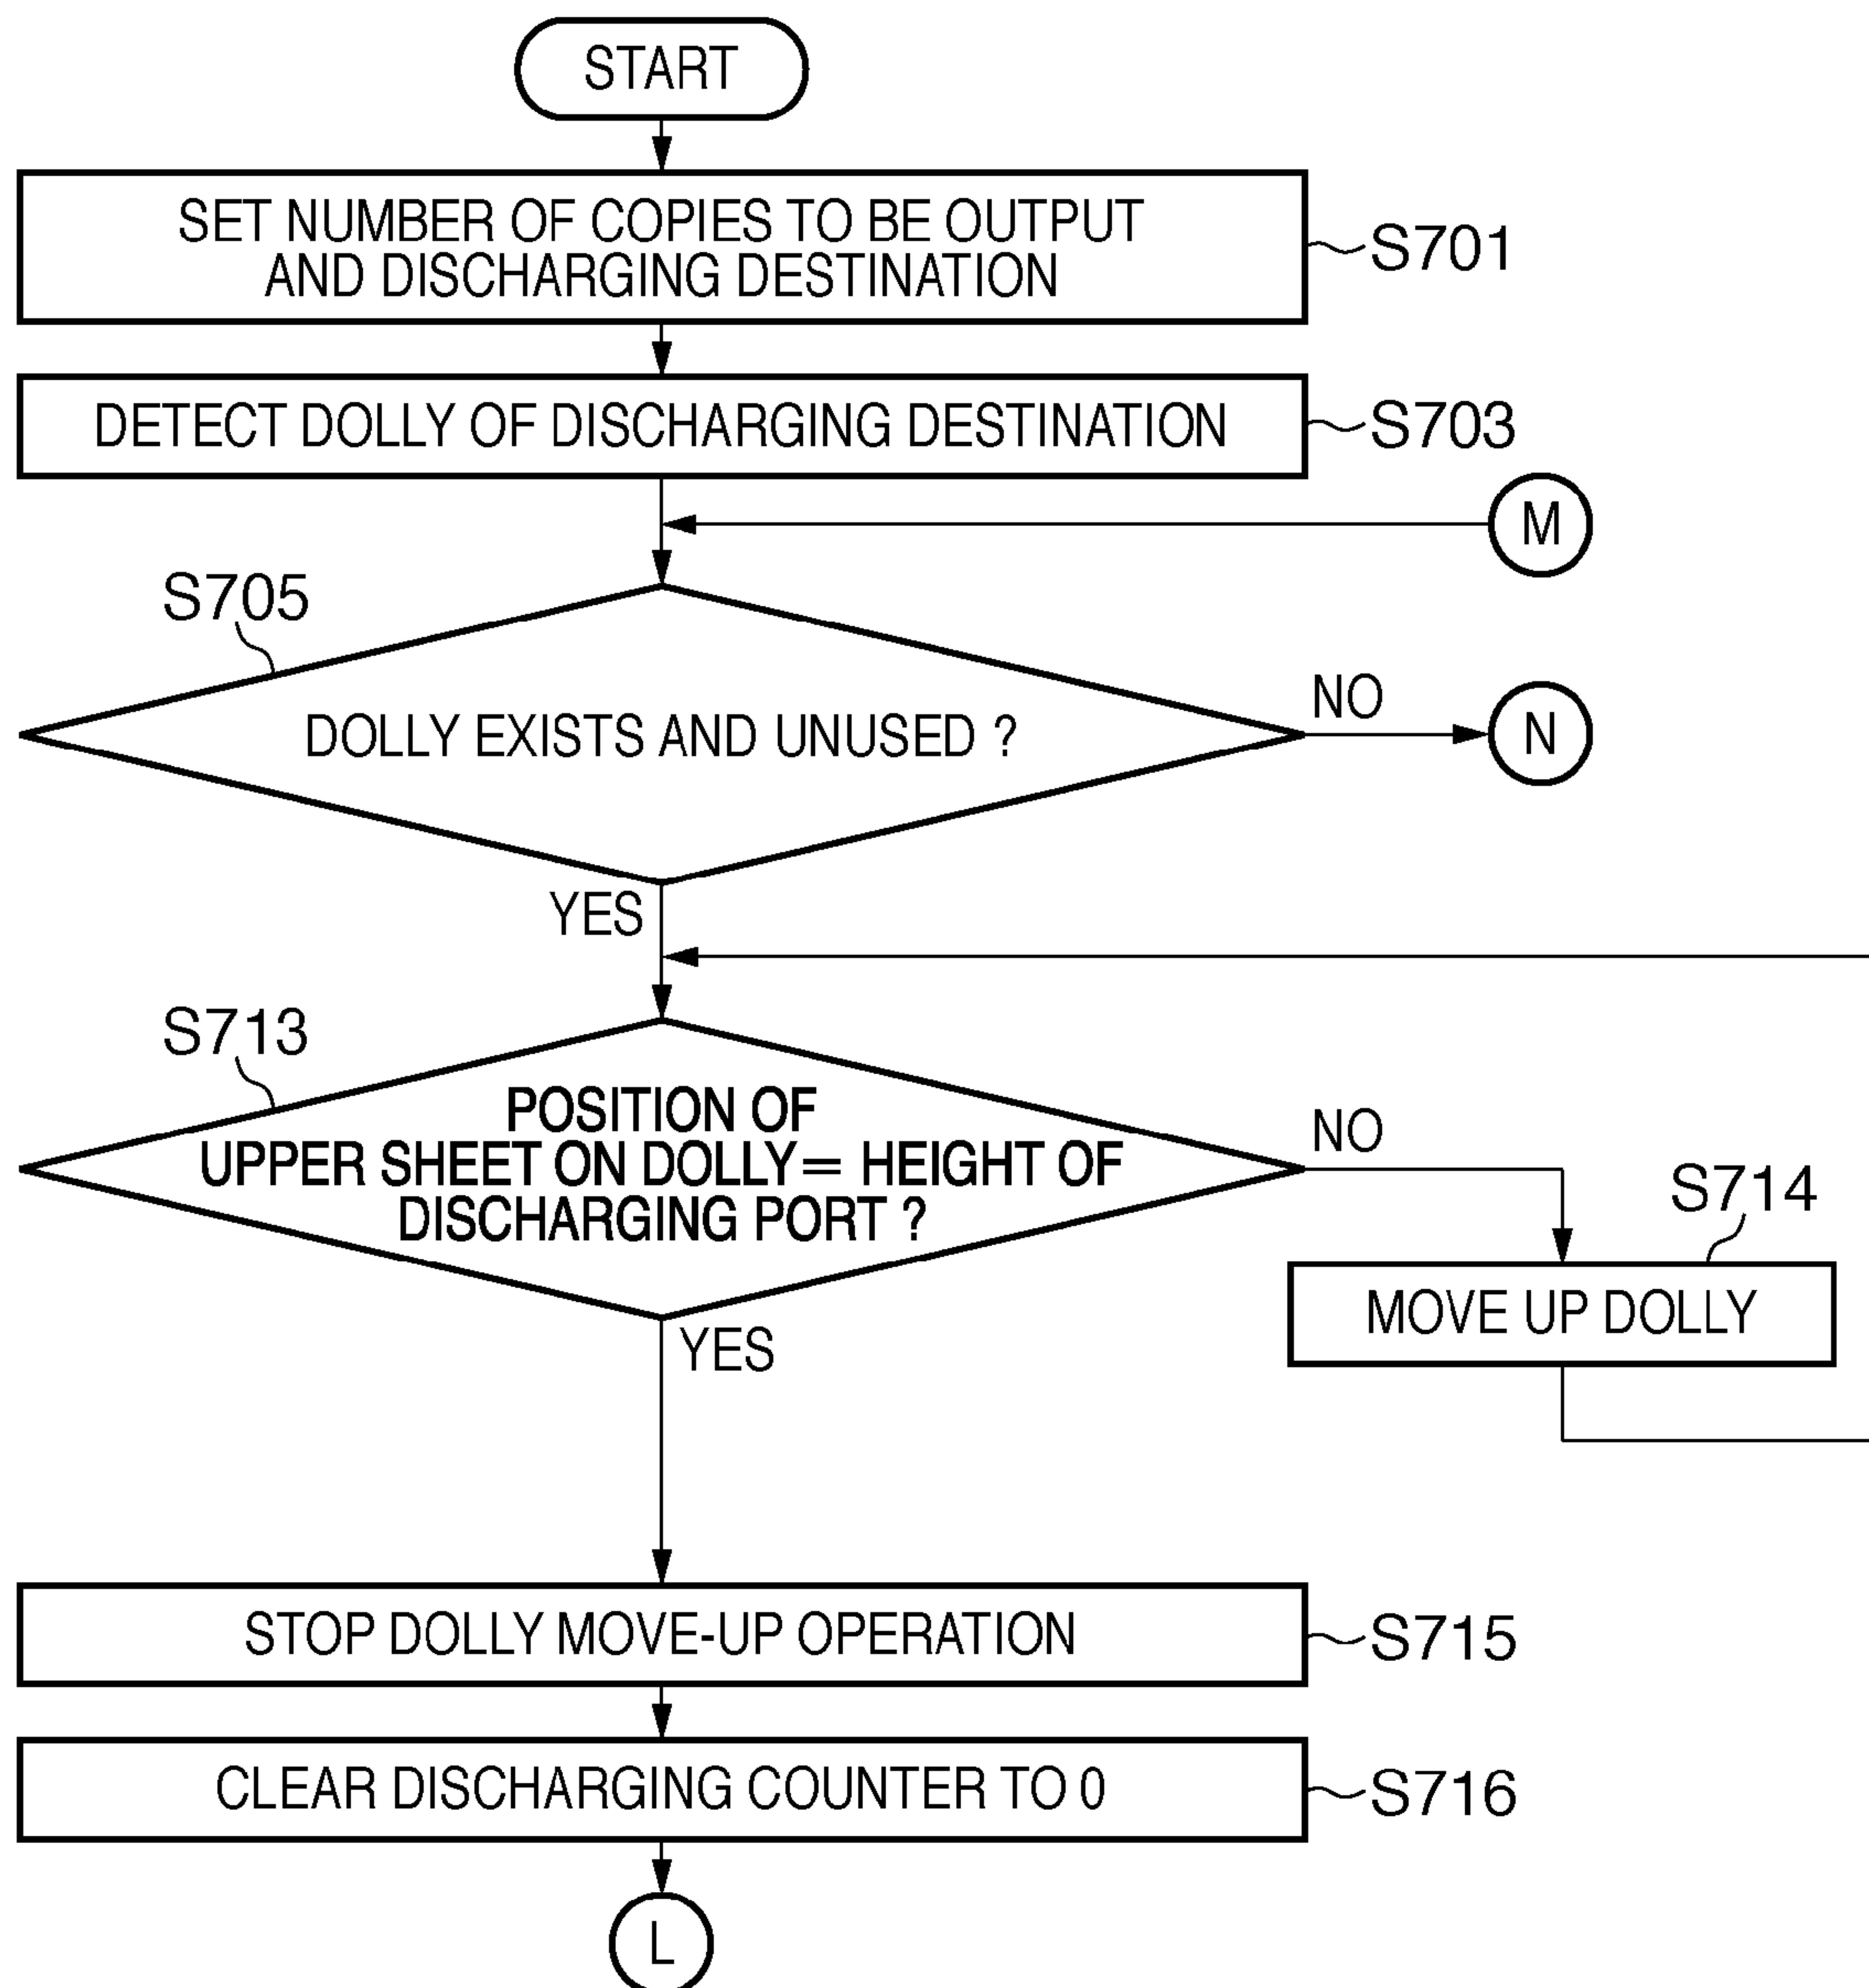 START
SET NUMBER OF COPIES TO BE OUTPUT
AND DISCHARGING DESTINATION
S701
DETECT DOLLY OF DISCHARGING DESTINATION
S703
M
S705
DOLLY EXISTS AND UNUSED ?
NO
N
YES
S713
POSITION OF
UPPER SHEET ON DOLLY= HEIGHT OF
DISCHARGING PORT ?
NO
S714
MOVE UP DOLLY
YES
STOP DOLLY MOVE-UP OPERATION
S715
CLEAR DISCHARGING COUNTER TO 0
S716
L